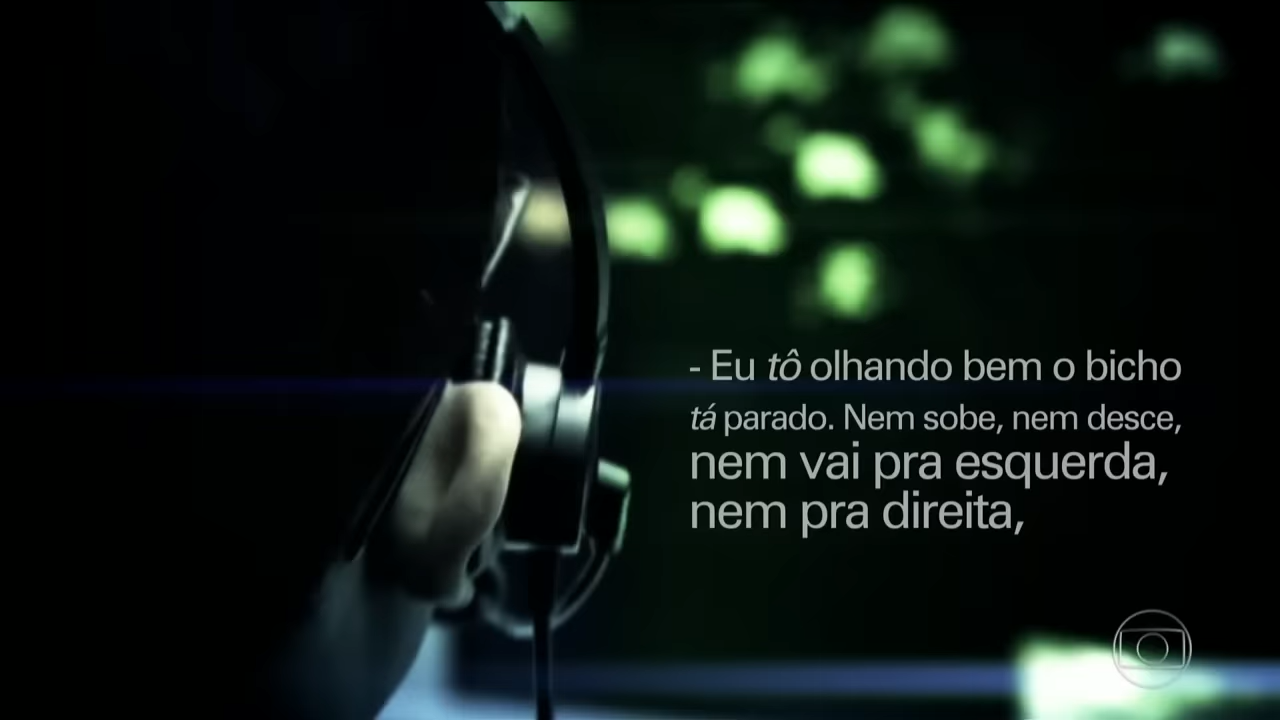 - Eu tô olhando bem o bicho
tá parado. Nem sobe, nem desce,
nem vai pra esquerda,
nem pra direita,